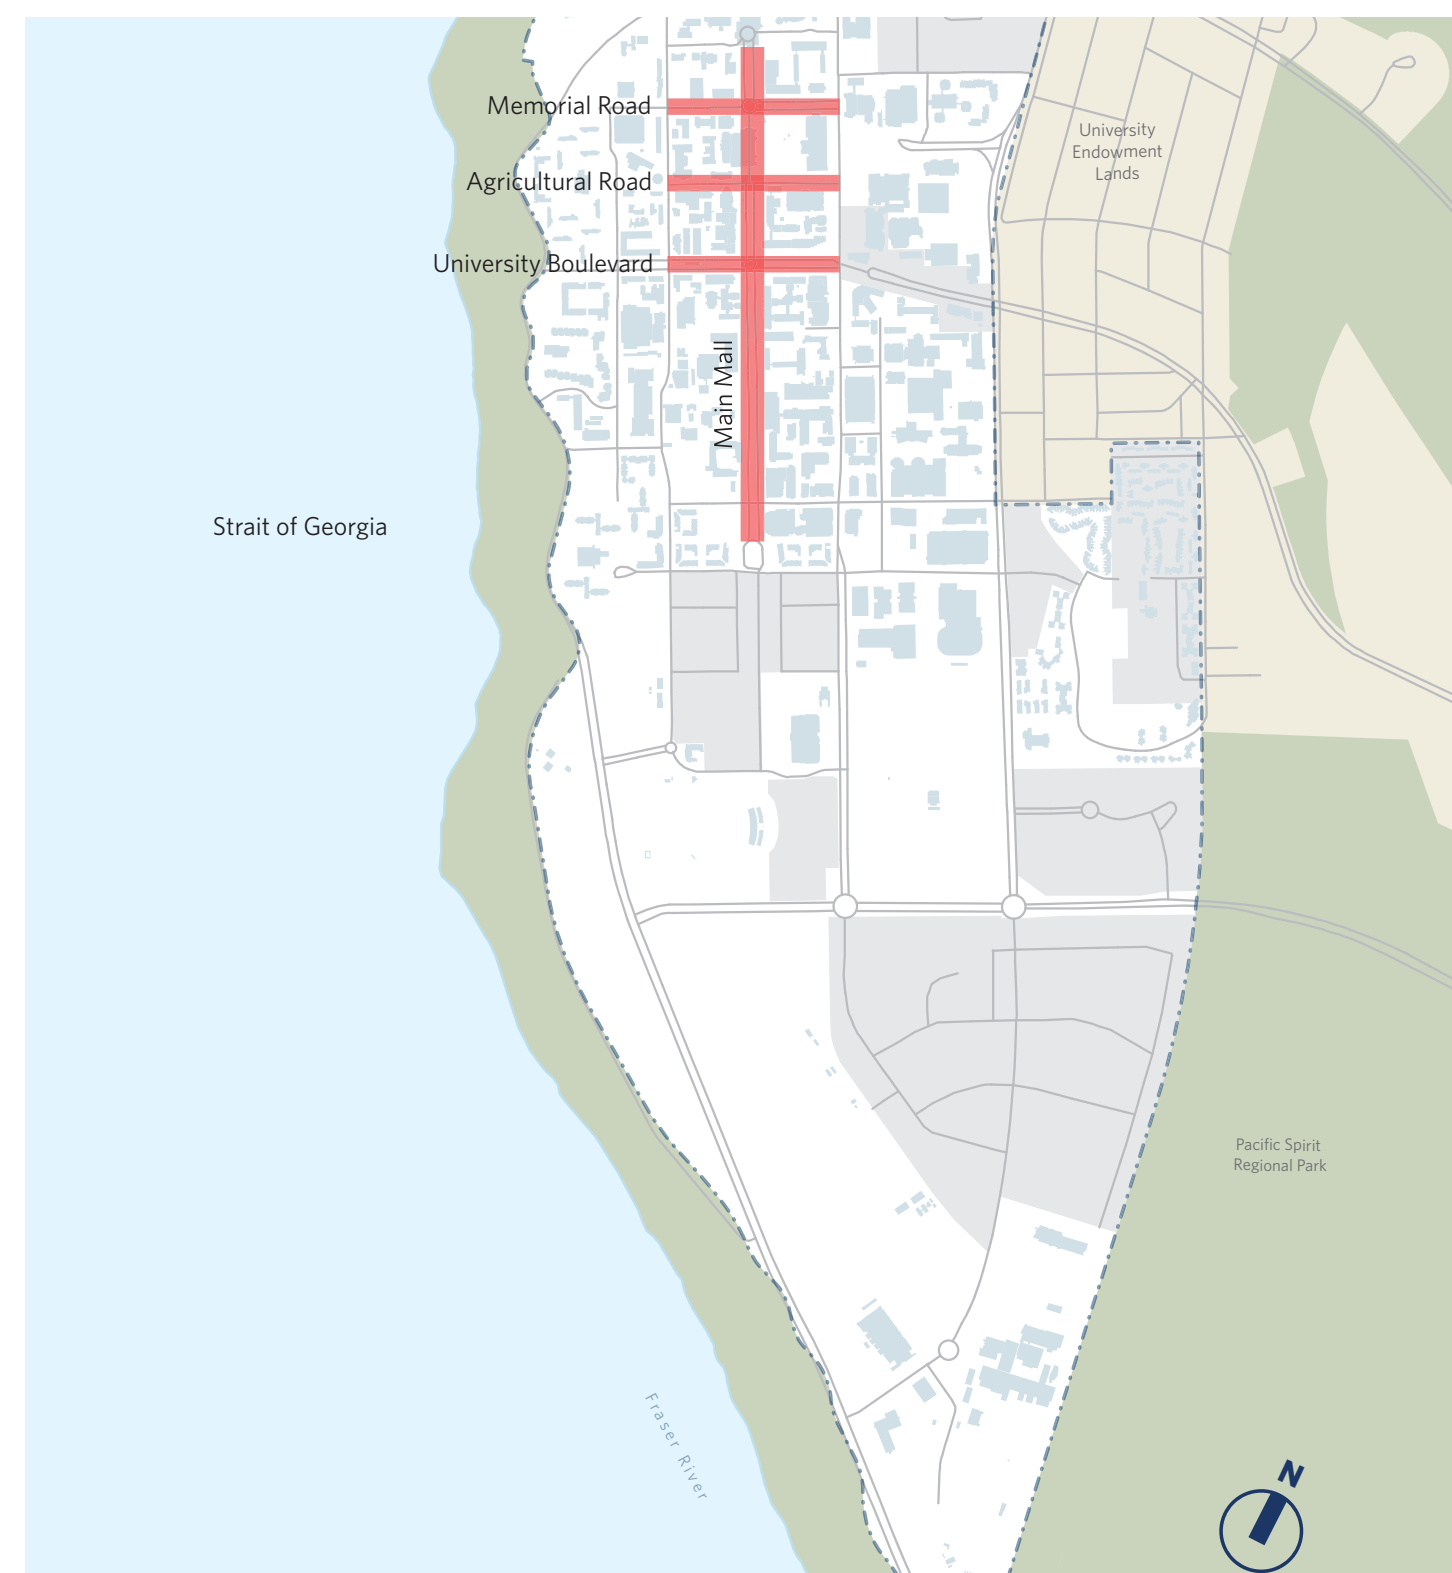 Memorial Road
University
Endowment
Lands
Agricultural Road
University Boulevard
Main Mall
Strait of Georgia
Pacific Spirit
Regional Park
Fraser River
N